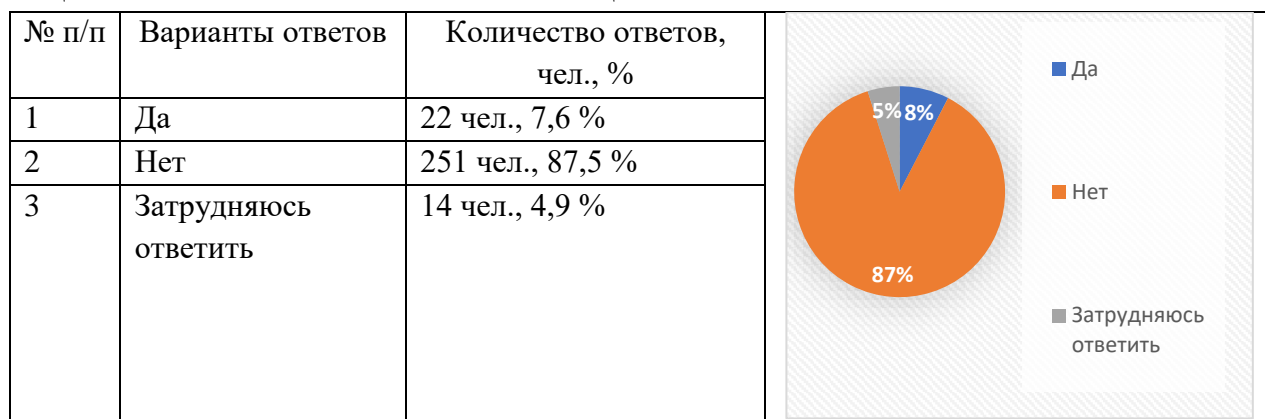 № п/п Варианты ответов Количество ответов,
чел., %
1 Да 22 чел., 7,6 %
2 Нет 251 чел., 87,5 %
3 Затрудняюсь 14 чел., 4,9 %
ответить
5% 8%
87%
Да
Нет
Затрудняюсь
ответить